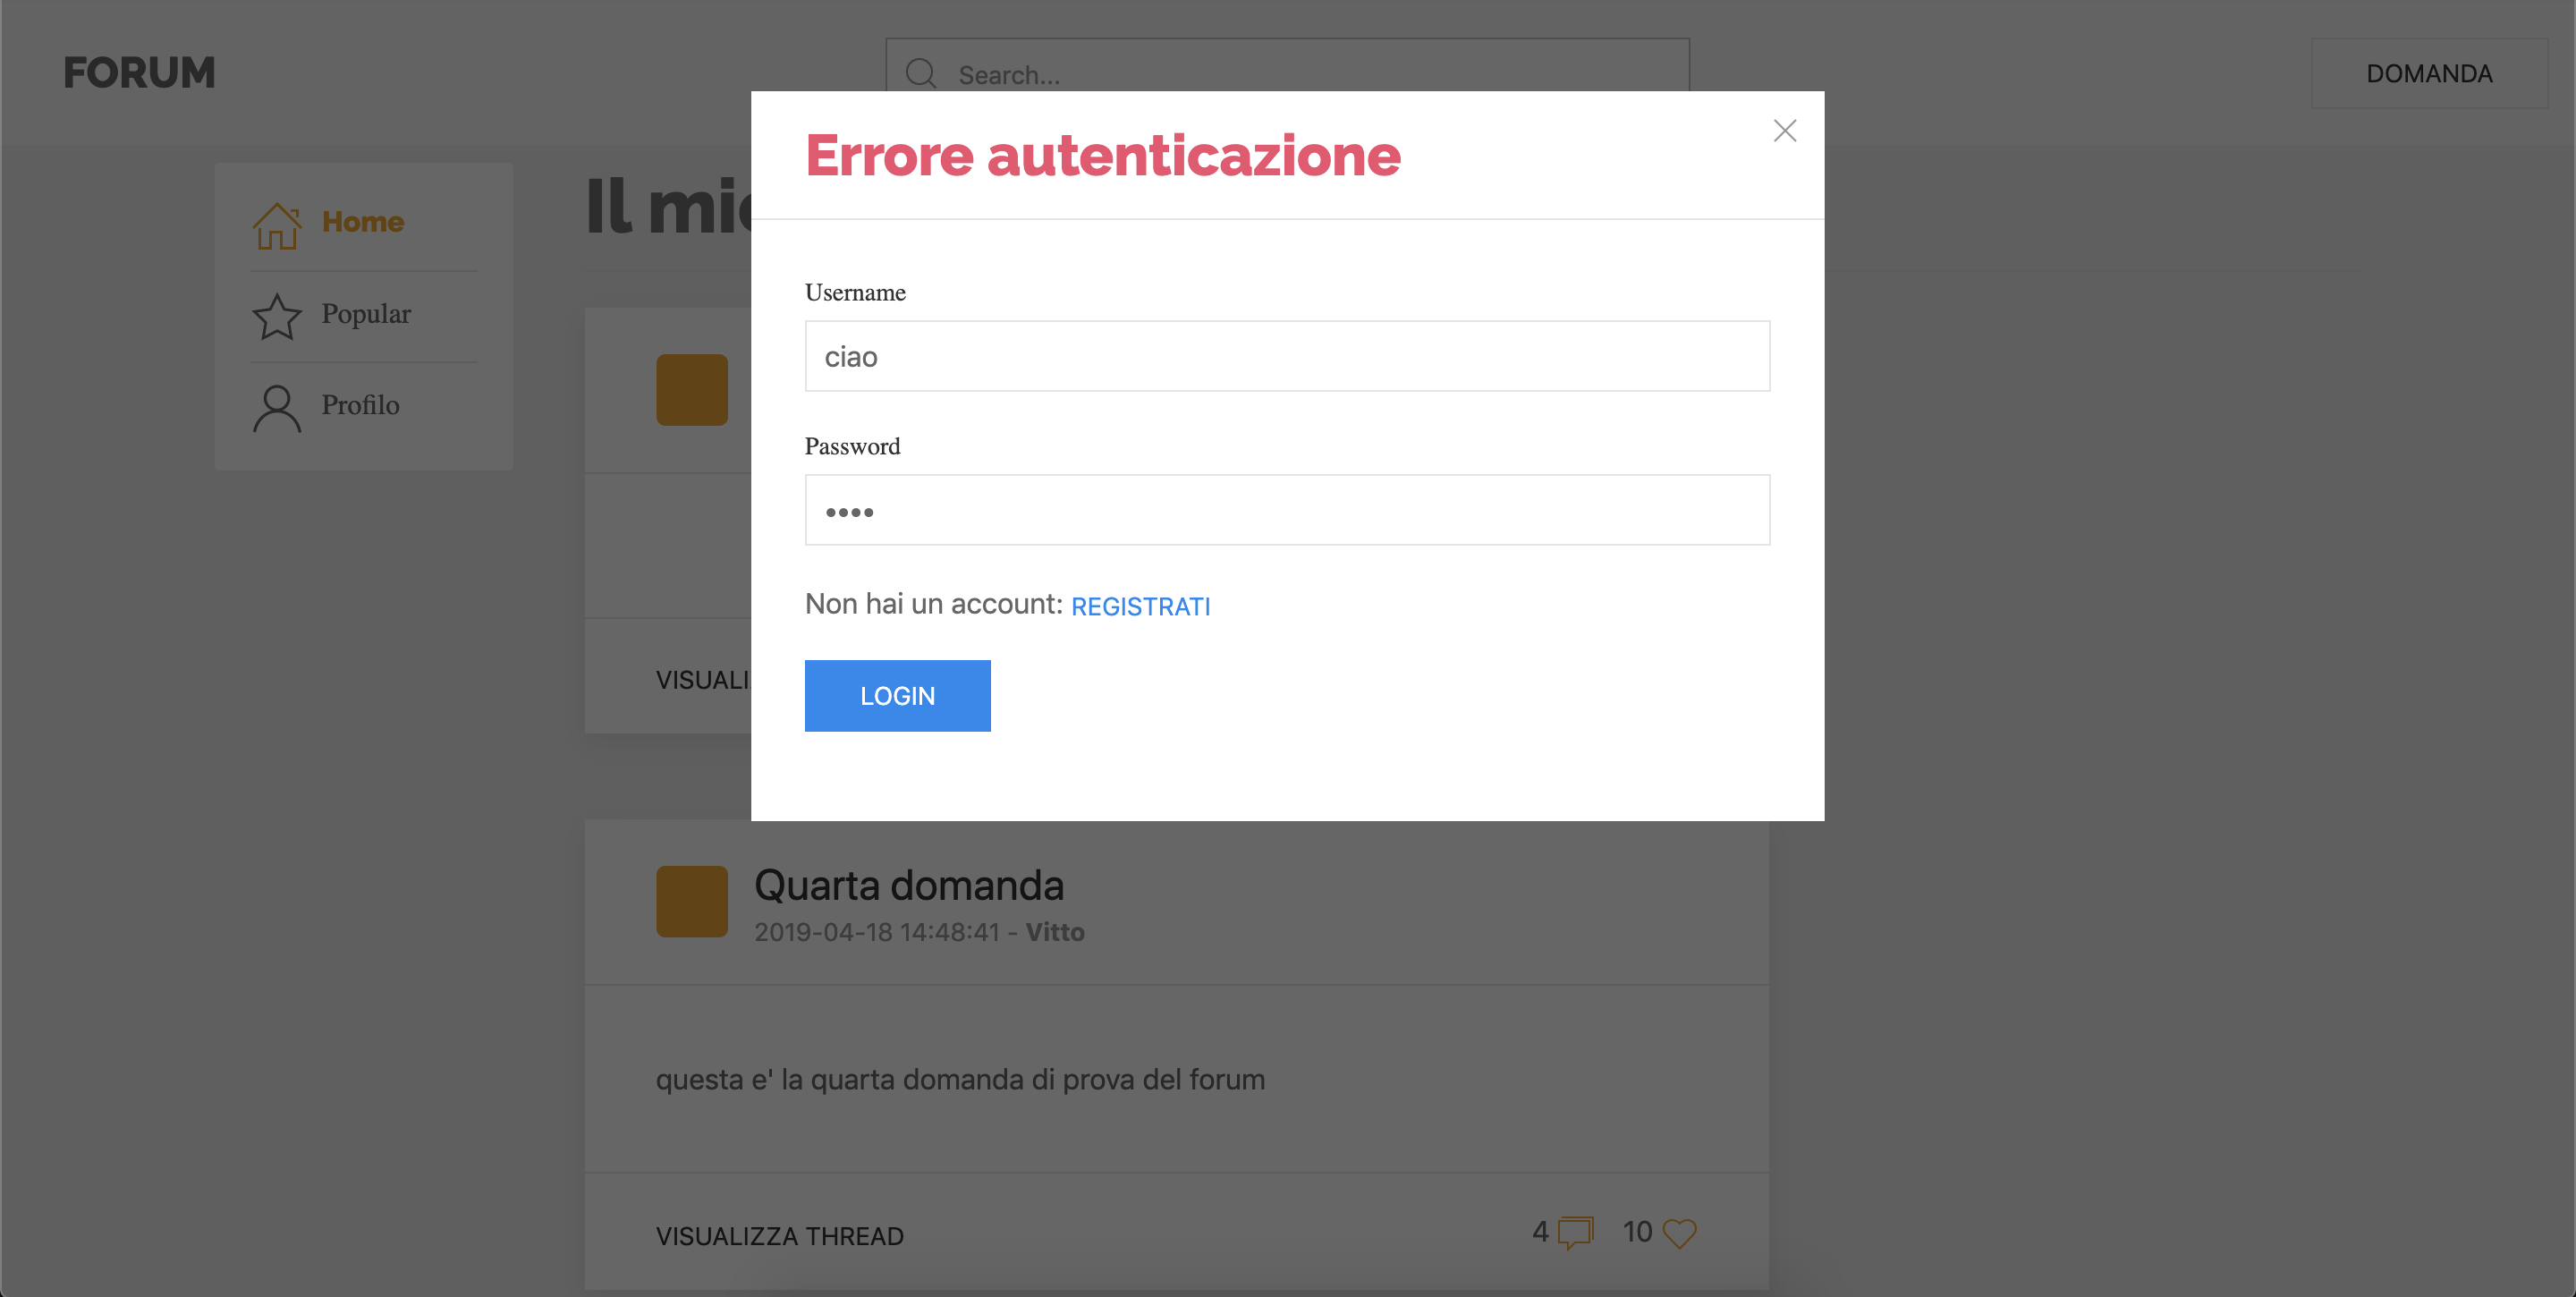 FORUM
Search...
DOMANDA
Home
Popular
Profilo
Il
Errore autenticazione
Username
ciao
Password
••••
Non hai un account: REGISTRATI
LOGIN
Quarta domanda
2019-04-18 14:48:41 - Vitto
questa e' la quarta domanda di prova del forum
VISUALIZZA THREAD
4
10